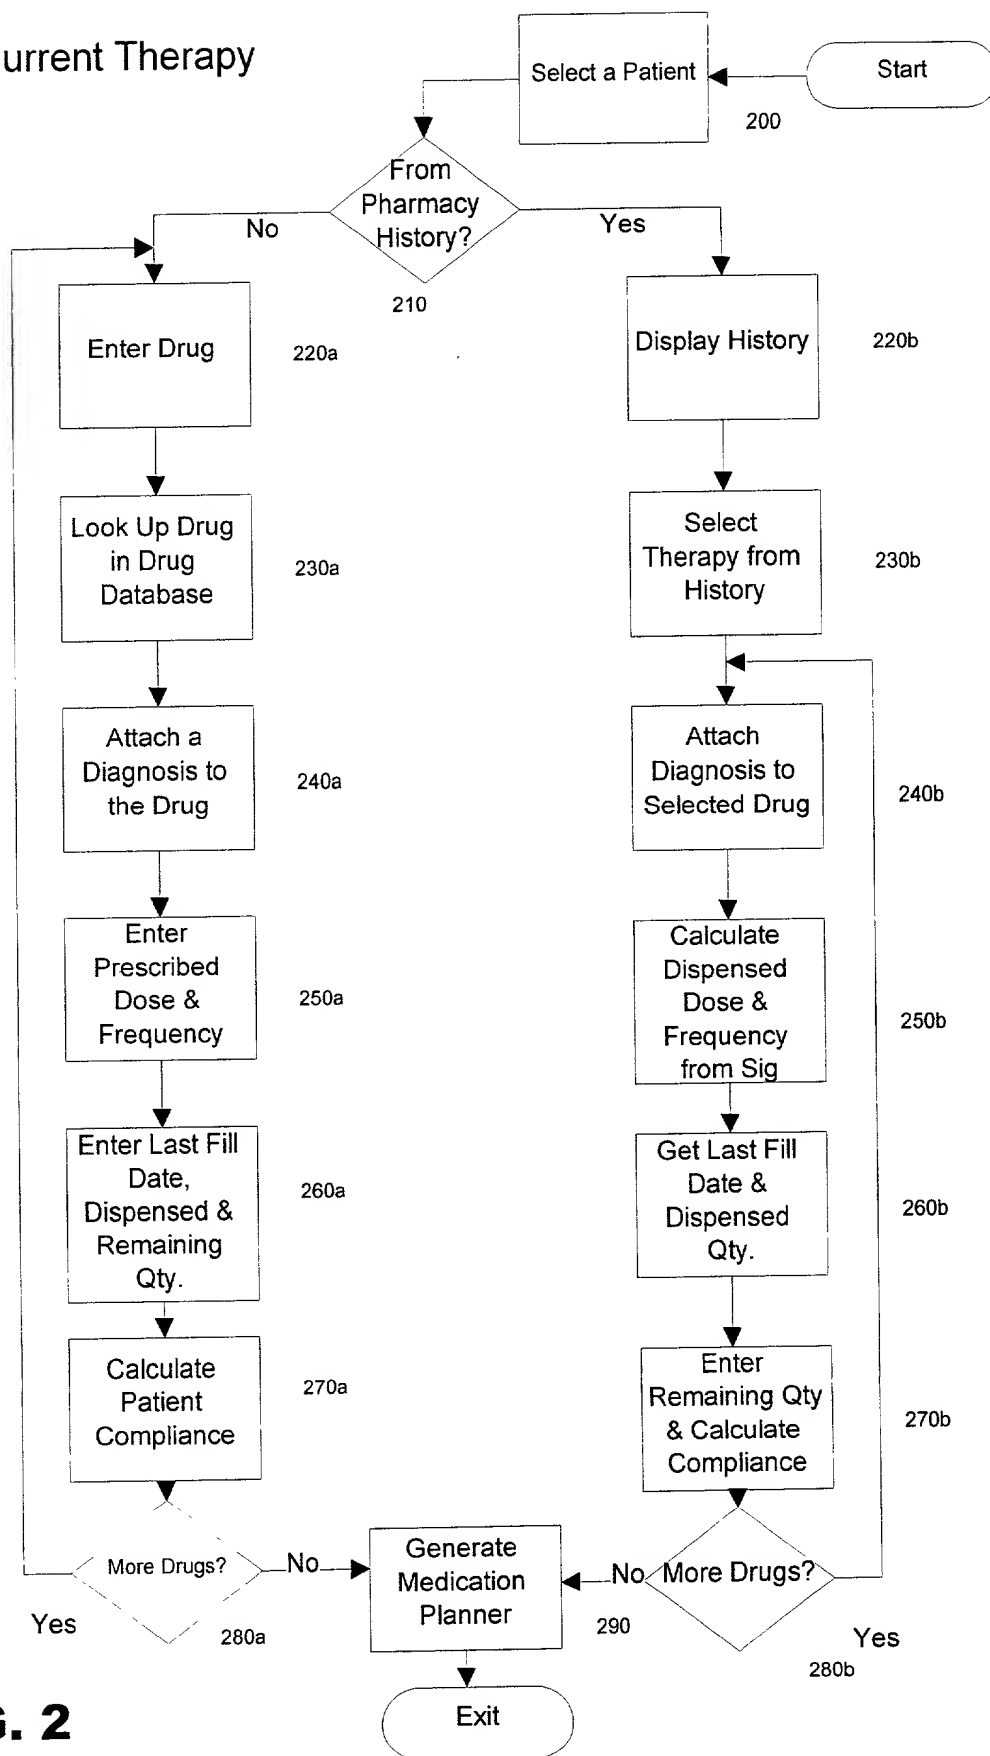 urrent Therapy
Start
Select a Patient
200
From
Pharmacy
History?
No
Yes
210
Enter Drug
220a
Look Up Drug
in Drug
Database
230a
Attach a
Diagnosis to
the Drug
240a
Enter
Prescribed
Dose &
Frequency
250a
Enter Last Fill
Date,
Dispensed &
Remaining
Qty.
260a
Calculate
Patient
Compliance
270a
More Drugs?
No
Yes
280a
Display History
220b
Select
Therapy from
History
230b
Attach
Diagnosis to
Selected Drug
240b
Calculate
Dispensed
Dose &
Frequency
from Sig
250b
Get Last Fill
Date &
Dispensed
Qty.
260b
Enter
Remaining Qty
& Calculate
Compliance
270b
More Drugs?
No
Yes
280b
Generate
Medication
Planner
290
Exit
. 2